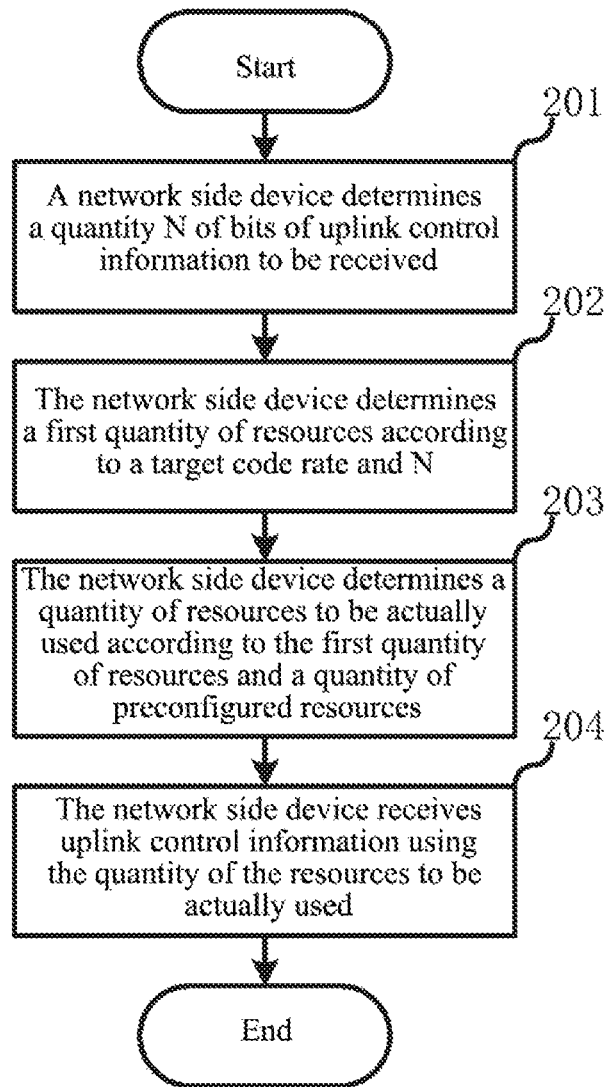 Start
201
A network side device determines
a quantity N of bits of uplink control
information to be received
202
The network side device determines
a first quantity of resources according
to a target code rate and N
203
The network side device determines a
quantity of resources to be actually
used according to the first quantity
of resources and a quantity of
preconfigured resources
204
The network side device receives
uplink control information using
the quantity of the resources to be
actually used
End